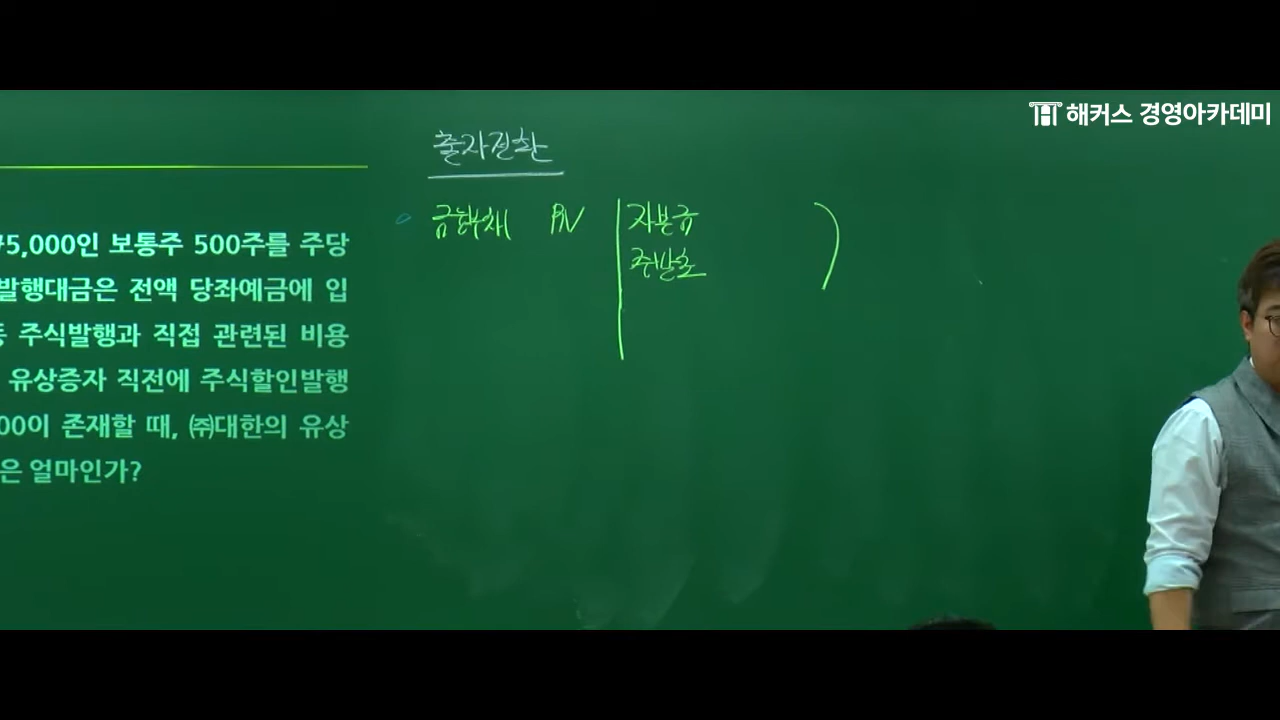 해커스 경영아카데미
출자전환
금융부채 BV 자본금
주발초
75,000인 보통주 500주를 주당
발행대금은 전액 당좌예금에 입
주식발행과 직접 관련된 비용
유상증자 직전에 주식할인발행
00이 존재할 때, ㈜대한의 유상
은 얼마인가?